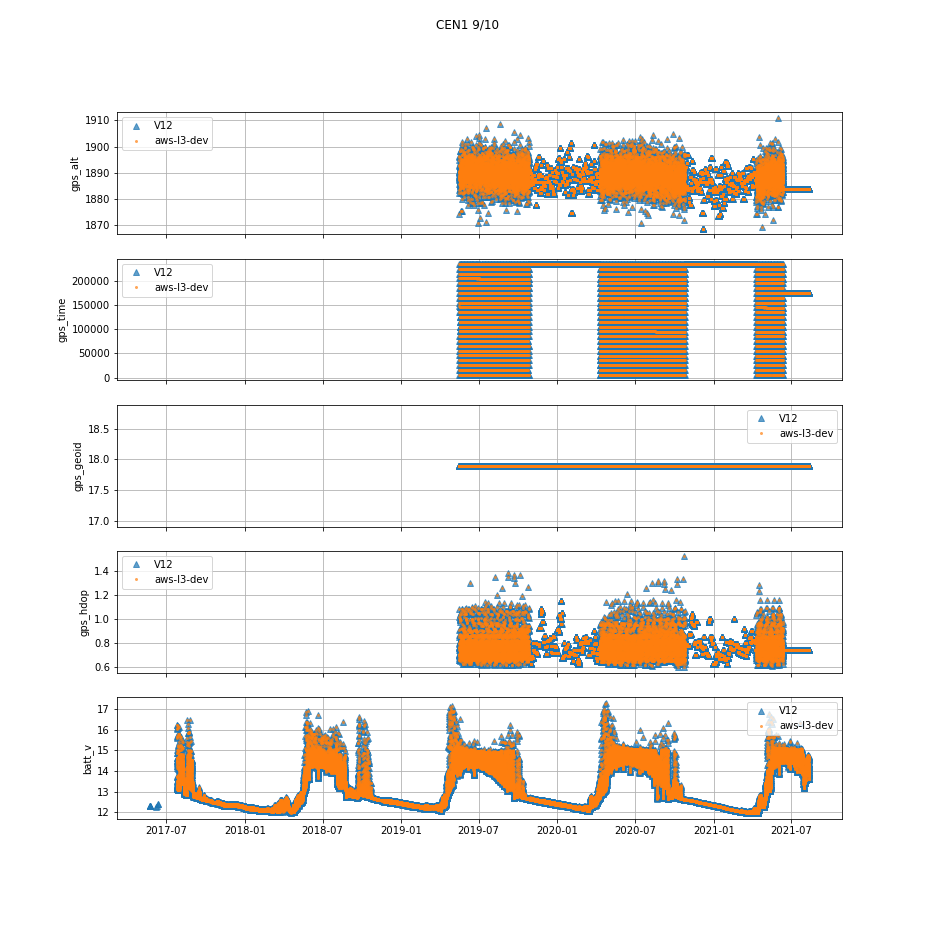 CEN1 9/10
1910
1900
1890
1880
1870
gps_alt
V12
aws-l3-dev
200000
150000
100000
50000
0
gps_time
V12
aws-l3-dev
18.5
18.0
17.5
17.0
gps_geoid
V12
aws-l3-dev
1.4
1.2
1.0
0.8
0.6
gps_hdop
V12
aws-l3-dev
17
16
15
14
13
12
batt_v
V12
aws-l3-dev
2017-07 2018-01 2018-07 2019-01 2019-07 2020-01 2020-07 2021-01 2021-07